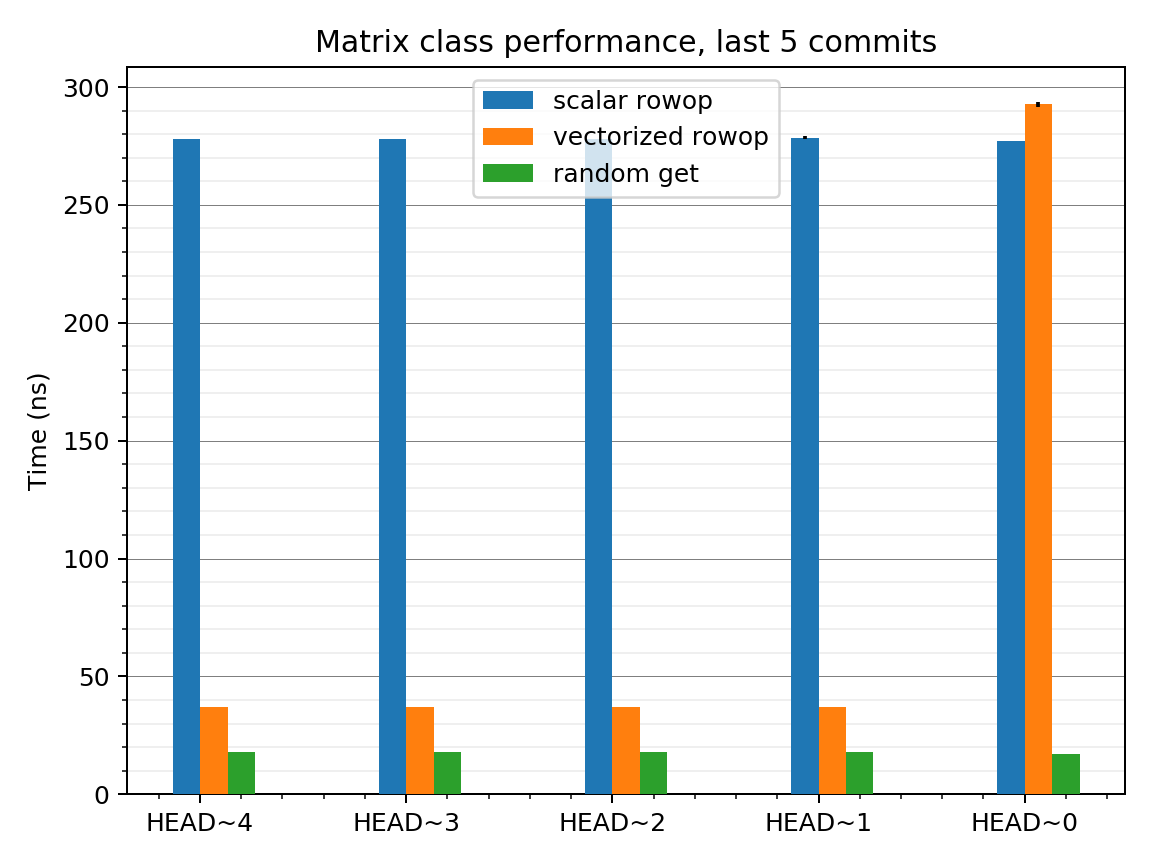 Matrix class performance, last 5 commits
300
250
200
150
100
50
0
Time (ns)
scalar rowop
vectorized rowop
random get
HEAD~4 HEAD~3 HEAD~2 HEAD~1 HEAD~0